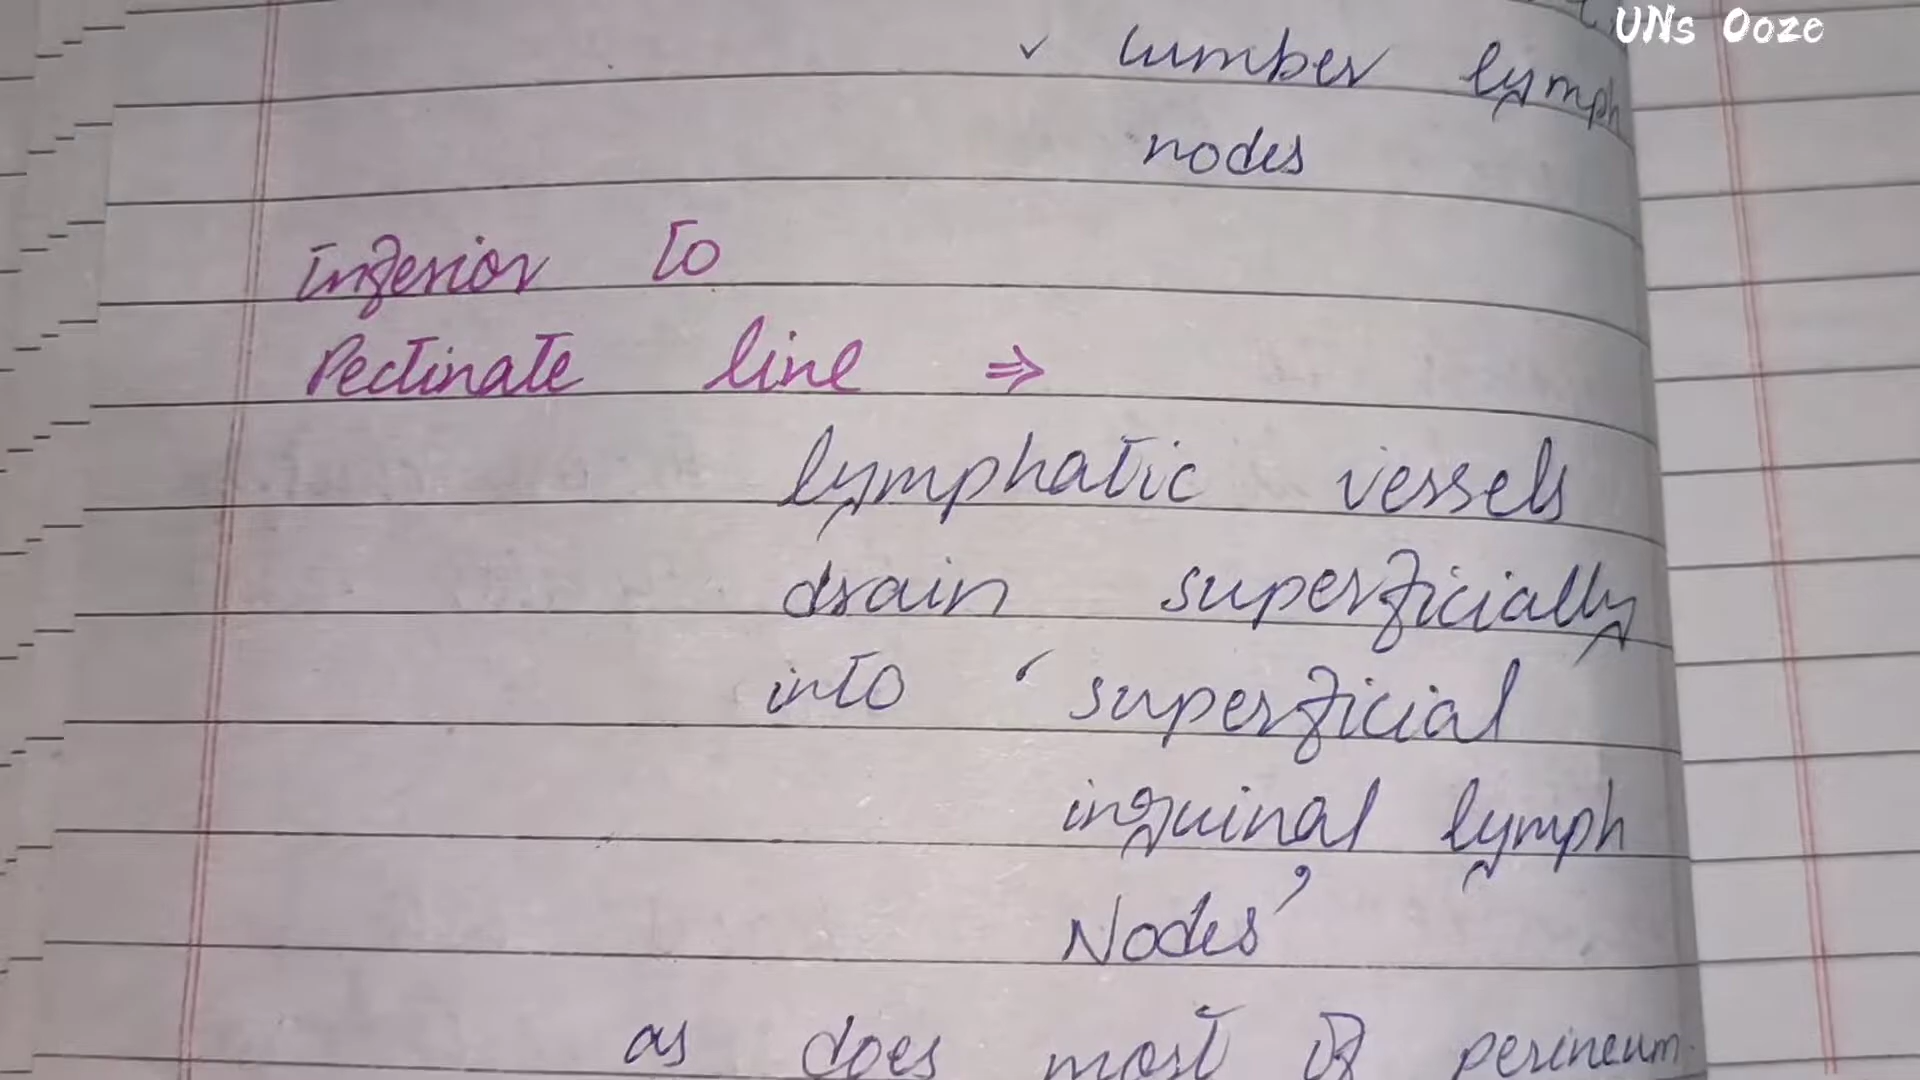 UNs Ooze
✓ Lumber lymph
nodes
Inferior to
Pectinate line ⇒
lymphatic vessels
drain superficially
into ‘superficial
inguinal lymph
Nodes’
as does most of perineum.